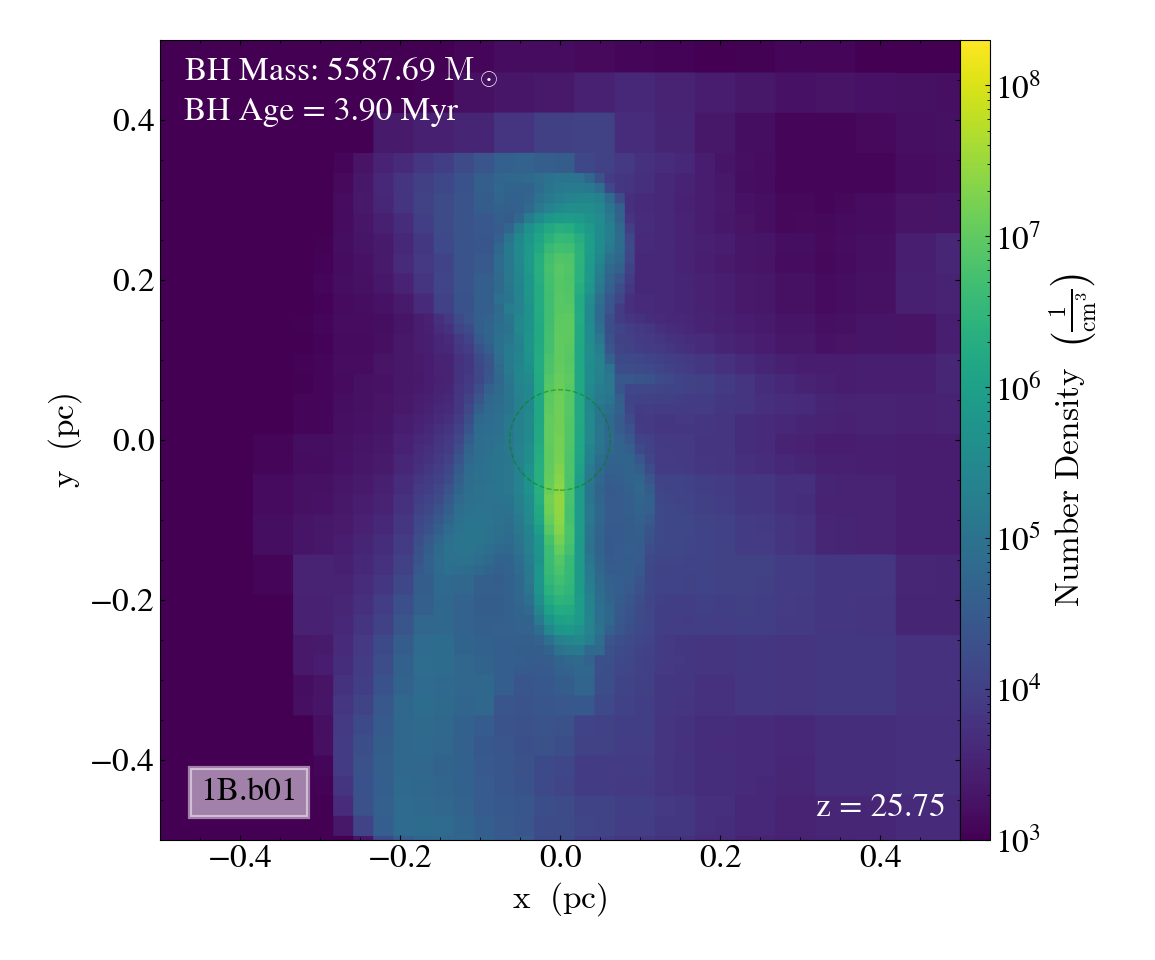 BH Mass: 5587.69 M⊙
BH Age = 3.90 Myr
0.4
0.2
0.0
−0.2
−0.4
y (pc)
1B.b01
z = 25.75
−0.4 −0.2 0.0 0.2 0.4
x (pc)
10⁸
10⁷
10⁶
10⁵
10⁴
10³
Number Density (1/cm³)